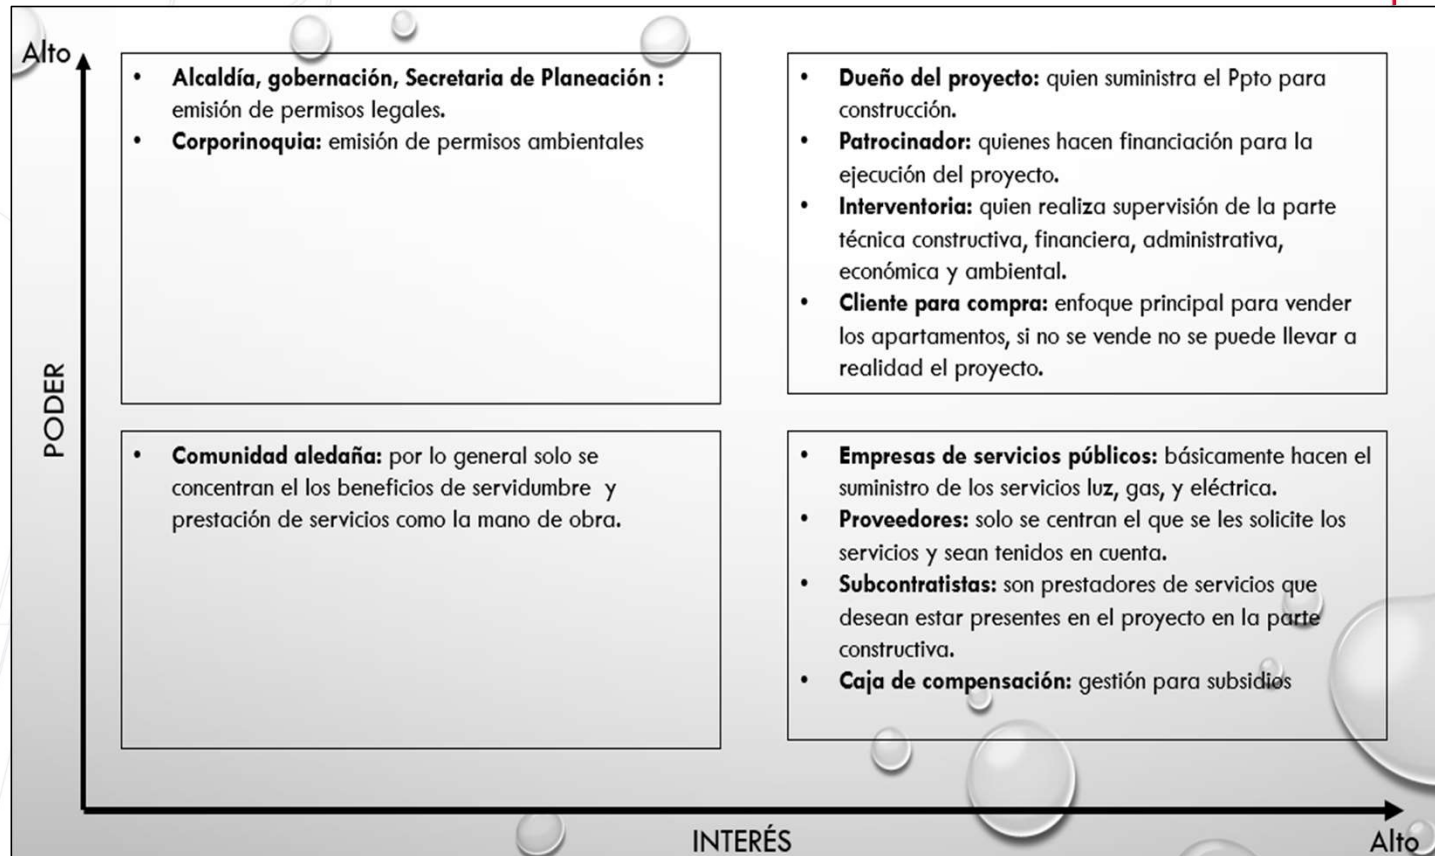 Alto
• Alcaldía, gobernación, Secretaria de Planeación :
emisión de permisos legales.
• Corporinoquia: emisión de permisos ambientales
• Dueño del proyecto: quien suministra el Ppto para
construcción.
• Patrocinador: quienes hacen financiación para la
ejecución del proyecto.
• Interventoria: quien realiza supervisión de la parte
técnica constructiva, financiera, administrativa,
económica y ambiental.
• Cliente para compra: enfoque principal para vender
los apartamentos, si no se vende no se puede llevar a
realidad el proyecto.
PODER
• Comunidad aledaña: por lo general solo se
concentran el los beneficios de servidumbre y
prestación de servicios como la mano de obra.
• Empresas de servicios públicos: básicamente hacen el
suministro de los servicios luz, gas, y eléctrica.
• Proveedores: solo se centran el que se les solicite los
servicios y sean tenidos en cuenta.
• Subcontratistas: son prestadores de servicios que
desean estar presentes en el proyecto en la parte
constructiva.
• Caja de compensación: gestión para subsidios
INTERÉS
Alto